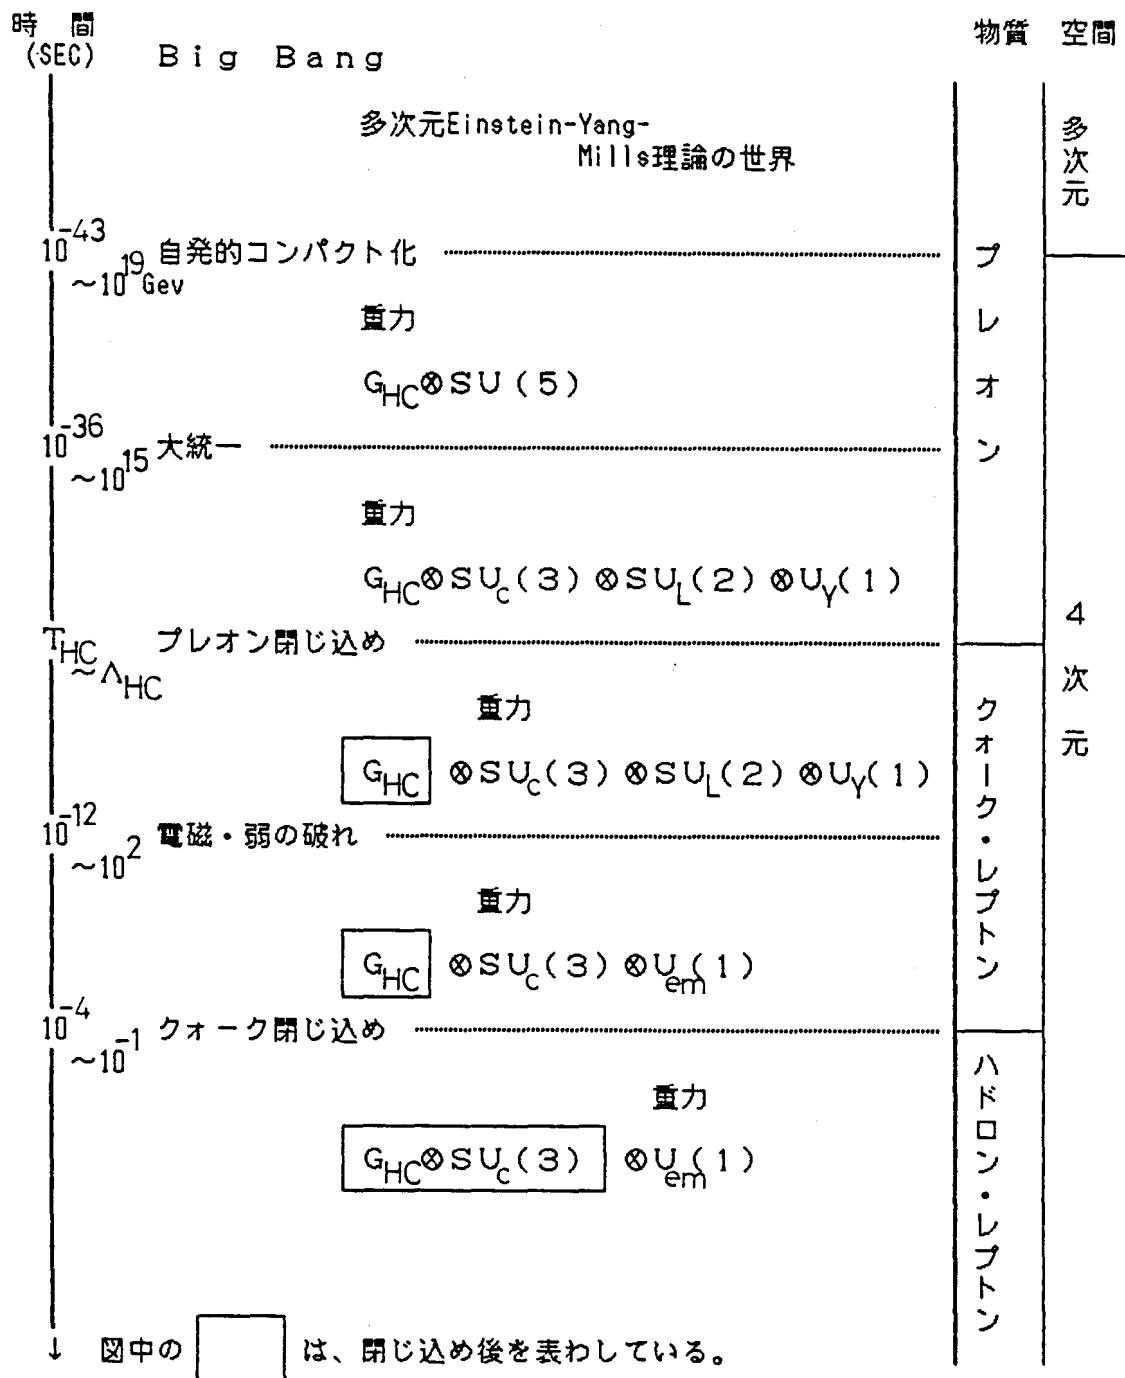 時 間
(SEC) Big Bang 物質 空間
多次元Einstein-Yang-
Mills理論の世界
多次元
10^-43 自発的コンパクト化
~10^19 Gev
重力
G_HC⊗SU(5)
プレオン
10^-36 大統一
~10^15
重力
G_HC⊗SU_c(3)⊗SU_L(2)⊗U_Y(1)
4次元
T_HC プレオン閉じ込め
~Λ_HC
重力
G_HC ⊗SU_c(3)⊗SU_L(2)⊗U_Y(1)
クォーク・レプトン
10^-12 電磁・弱の破れ
~10^2
重力
G_HC ⊗SU_c(3)⊗U_em(1)
10^-4 クォーク閉じ込め
~10^-1
重力
G_HC⊗SU_c(3) ⊗U_em(1)
ハドロン・レプトン
↓ 図中の は、閉じ込め後を表わしている。